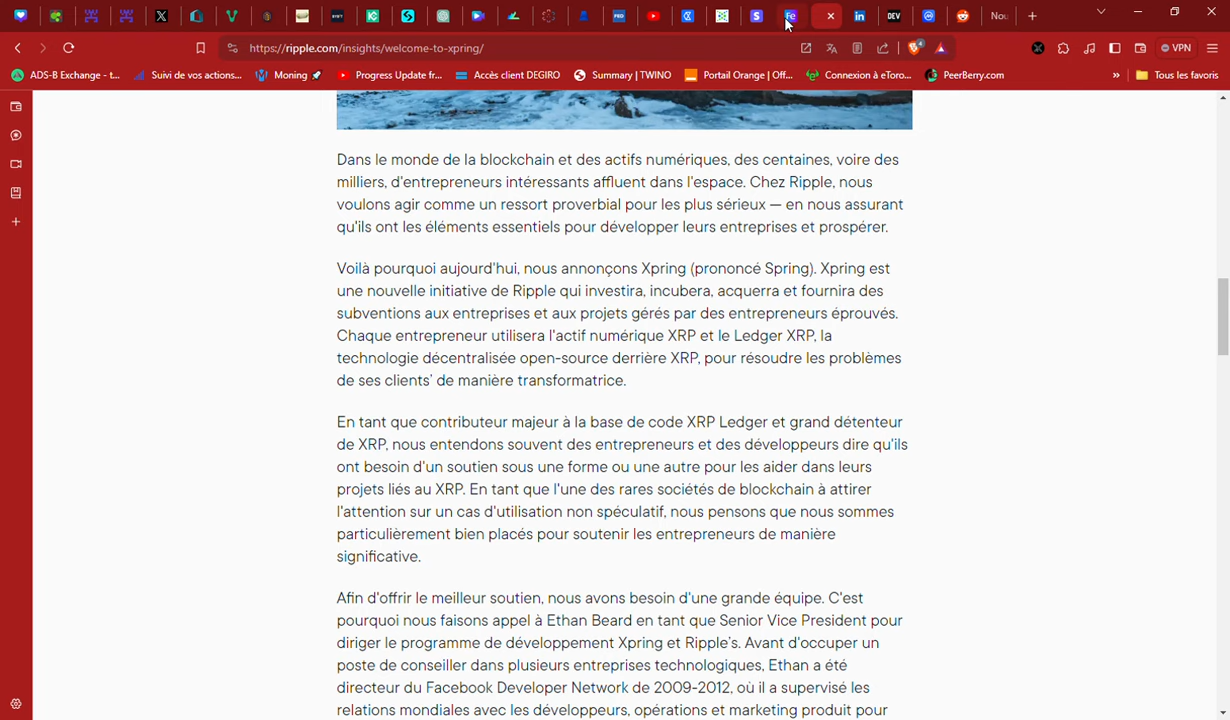 Nou
https://ripple.com/insights/welcome-to-xpring/
4
VPN
ADS-B Exchange - t...
Suivi de vos actions...
Moning
Progress Update fr...
Accès client DEGIRO
Summary | TWINO
Portail Orange | Off...
Connexion à eToro...
PeerBerry.com
»
Tous les favoris
Dans le monde de la blockchain et des actifs numériques, des centaines, voire des
milliers, d'entrepreneurs intéressants affluent dans l'espace. Chez Ripple, nous
voulons agir comme un ressort proverbial pour les plus sérieux — en nous assurant
qu'ils ont les éléments essentiels pour développer leurs entreprises et prospérer.
Voilà pourquoi aujourd'hui, nous annonçons Xpring (prononcé Spring). Xpring est
une nouvelle initiative de Ripple qui investira, incubera, acquerra et fournira des
subventions aux entreprises et aux projets gérés par des entrepreneurs éprouvés.
Chaque entrepreneur utilisera l'actif numérique XRP et le Ledger XRP, la
technologie décentralisée open-source derrière XRP, pour résoudre les problèmes
de ses clients’ de manière transformatrice.
En tant que contributeur majeur à la base de code XRP Ledger et grand détenteur
de XRP, nous entendons souvent des entrepreneurs et des développeurs dire qu'ils
ont besoin d'un soutien sous une forme ou une autre pour les aider dans leurs
projets liés au XRP. En tant que l'une des rares sociétés de blockchain à attirer
l'attention sur un cas d'utilisation non spéculatif, nous pensons que nous sommes
particulièrement bien placés pour soutenir les entrepreneurs de manière
significative.
Afin d'offrir le meilleur soutien, nous avons besoin d'une grande équipe. C'est
pourquoi nous faisons appel à Ethan Beard en tant que Senior Vice President pour
diriger le programme de développement Xpring et Ripple’s. Avant d'occuper un
poste de conseiller dans plusieurs entreprises technologiques, Ethan a été
directeur du Facebook Developer Network de 2009-2012, où il a supervisé les
relations mondiales avec les développeurs, opérations et marketing produit pour